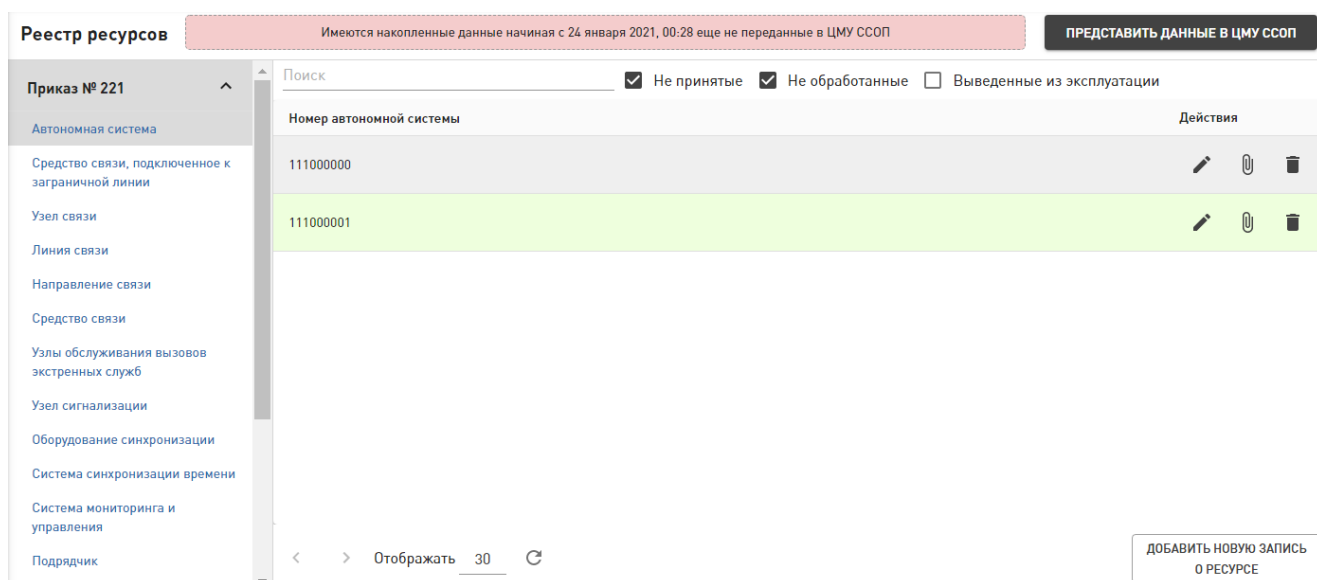 Реестр ресурсов
Имеются накопленные данные начиная с 24 января 2021, 00:28 еще не переданные в ЦМУ ССОП
ПРЕДСТАВИТЬ ДАННЫЕ В ЦМУ ССОП
Приказ № 221
Автономная система
Средство связи, подключенное к
заграничной линии
Узел связи
Линия связи
Направление связи
Средство связи
Узлы обслуживания вызовов
экстренных служб
Узел сигнализации
Оборудование синхронизации
Система синхронизации времени
Система мониторинга и
управления
Подрядчик
Поиск
Не принятые
Не обработанные
Выведенные из эксплуатации
Номер автономной системы
Действия
111000000
111000001
Отображать 30
ДОБАВИТЬ НОВУЮ ЗАПИСЬ
О РЕСУРСЕ